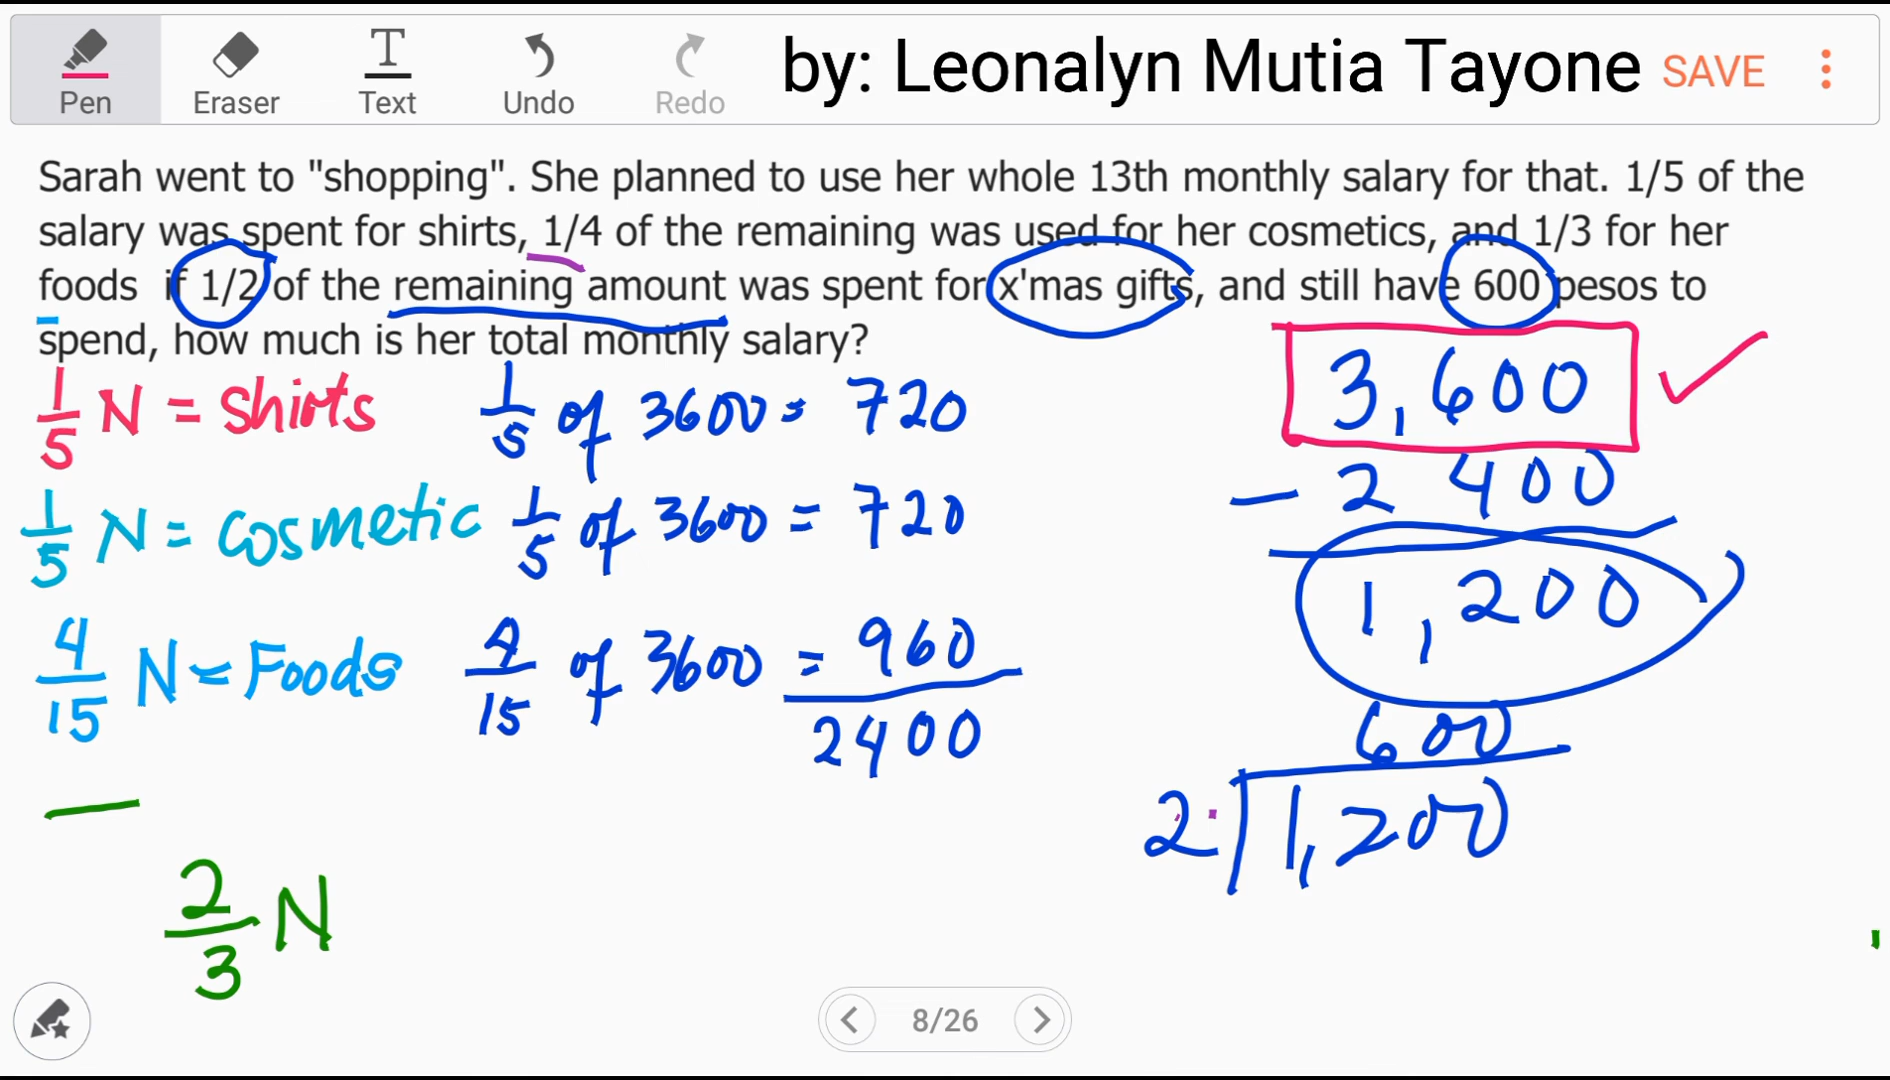 Pen Eraser Text Undo Redo by: Leonalyn Mutia Tayone SAVE
Sarah went to "shopping". She planned to use her whole 13th monthly salary for that. 1/5 of the
salary was spent for shirts, 1/4 of the remaining was used for her cosmetics, and 1/3 for her
foods if 1/2 of the remaining amount was spent for x'mas gifts, and still have 600 pesos to
spend, how much is her total monthly salary?
1/5 N = Shirts 1/5 of 3600 = 720
1/5 N = Cosmetic 1/5 of 3600 = 720
4/15 N = Foods 4/15 of 3600 = 960
2400
2/3 N
3,600
- 2 400
1,200
600
2 1,200
8/26